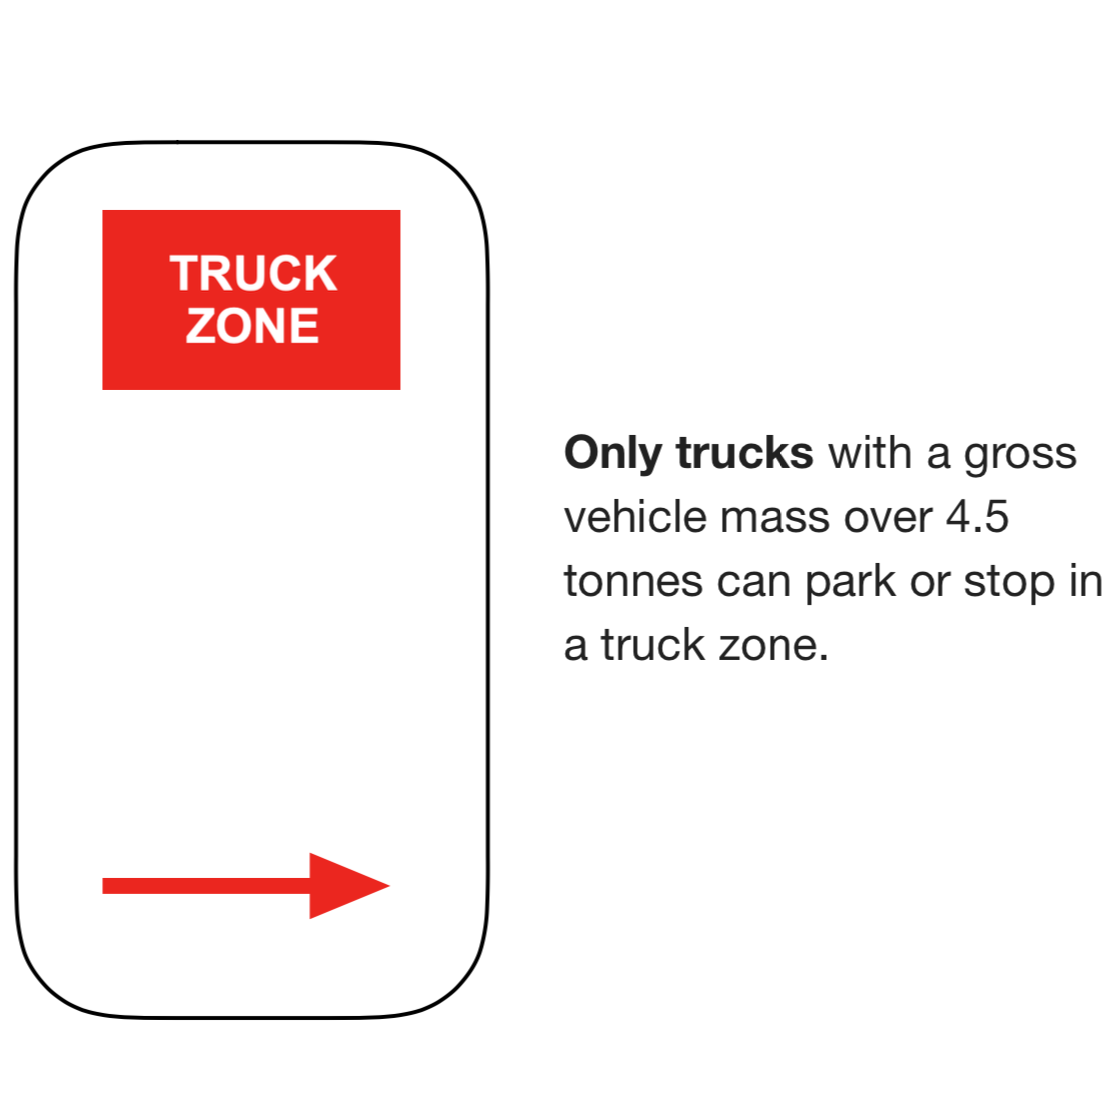 TRUCK
ZONE
Only trucks with a gross
vehicle mass over 4.5
tonnes can park or stop in
a truck zone.